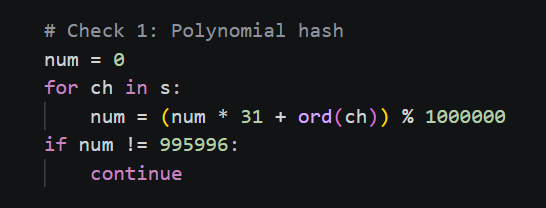 # Check 1: Polynomial hash
num = 0
for ch in s:
    num = (num * 31 + ord(ch)) % 1000000
if num != 995996:
    continue